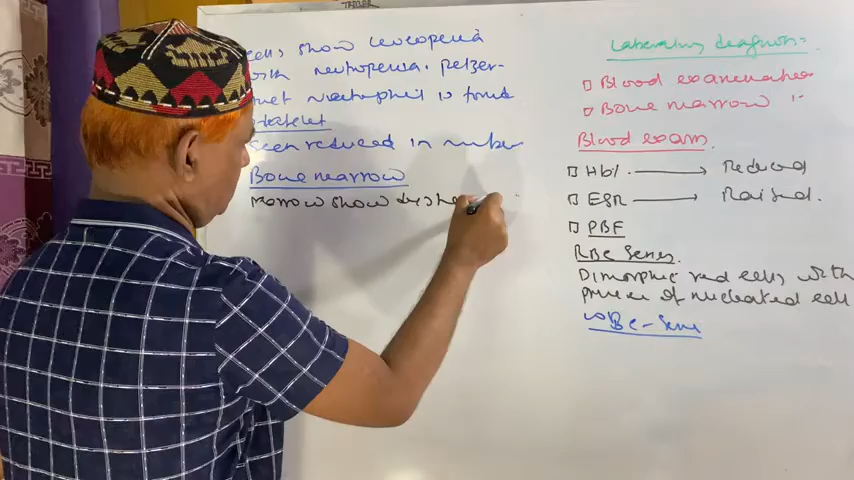 cells show leucopenia
with neutropenia. pelger-
huet neutrophil is found
platelet
Seen reduced in number
Bone marrow
Marrow show dyshe
Laboratory diagnosis:-
Blood examination
Bone marrow "
Blood exam.
Hb% → Reduced
ESR → Raised.
PBF
RBC Series
Dimorphic red cells with
presence of nucleated cell
WBC-Series